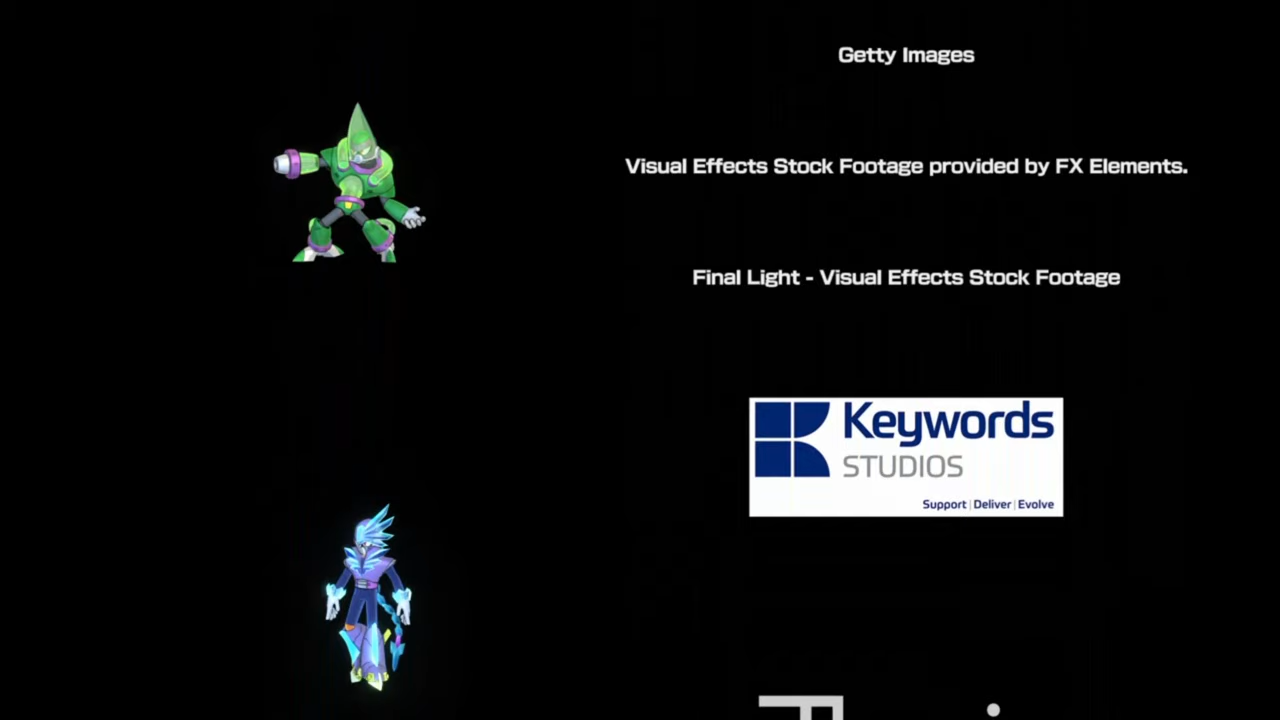 Getty Images
Visual Effects Stock Footage provided by FX Elements.
Final Light - Visual Effects Stock Footage
Keywords
STUDIOS
Support | Deliver | Evolve